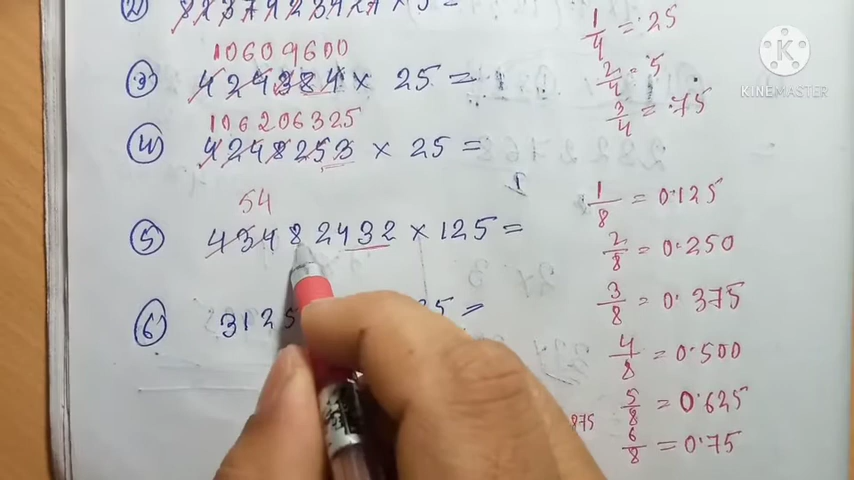 1/4 = .25
10609600
(3) 424384 × 25 =
2/4 = .5
KINEMASTER
3/4 = .75
106206325
(4) 4248253 × 25 =
54
1/8 = 0.125
(5) 43482432 × 125 =
2/8 = 0.250
3/8 = 0.375
(6) 3125
25 =
4/8 = 0.500
5/8 = 0.625
875
6/8 = 0.75